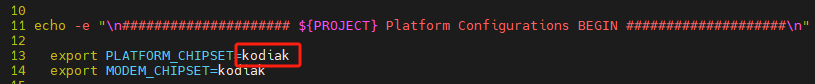 10
11 echo -e "\n##################### ${PROJECT} Platform Configurations BEGIN ####################\n"
12
13 export PLATFORM_CHIPSET=kodiak
14 export MODEM_CHIPSET=kodiak